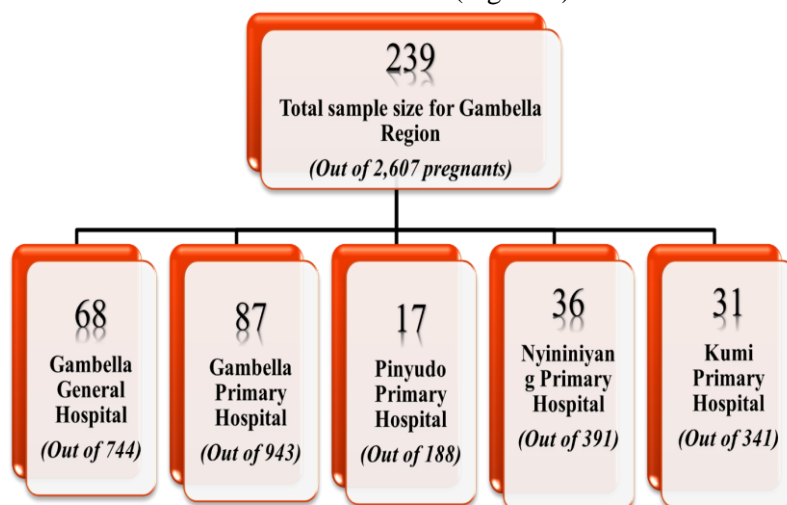 239
Total sample size for Gambella
Region
(Out of 2,607 pregnants)
68
Gambella
General
Hospital
(Out of 744)
87
Gambella
Primary
Hospital
(Out of 943)
17
Pinyudo
Primary
Hospital
(Out of 188)
36
Nyininiyan
g Primary
Hospital
(Out of 391)
31
Kumi
Primary
Hospital
(Out of 341)